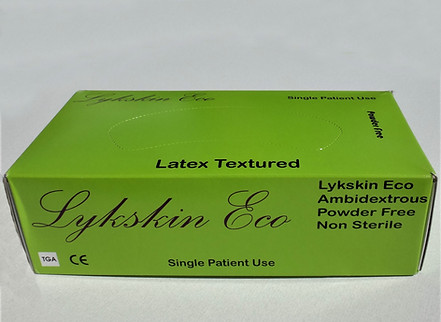 Lykskin Eco
Single Patient Use
Powder Free
Latex Textured
Lykskin Eco
Lykskin Eco
Ambidextrous
Powder Free
Non Sterile
TGA CE
Single Patient Use